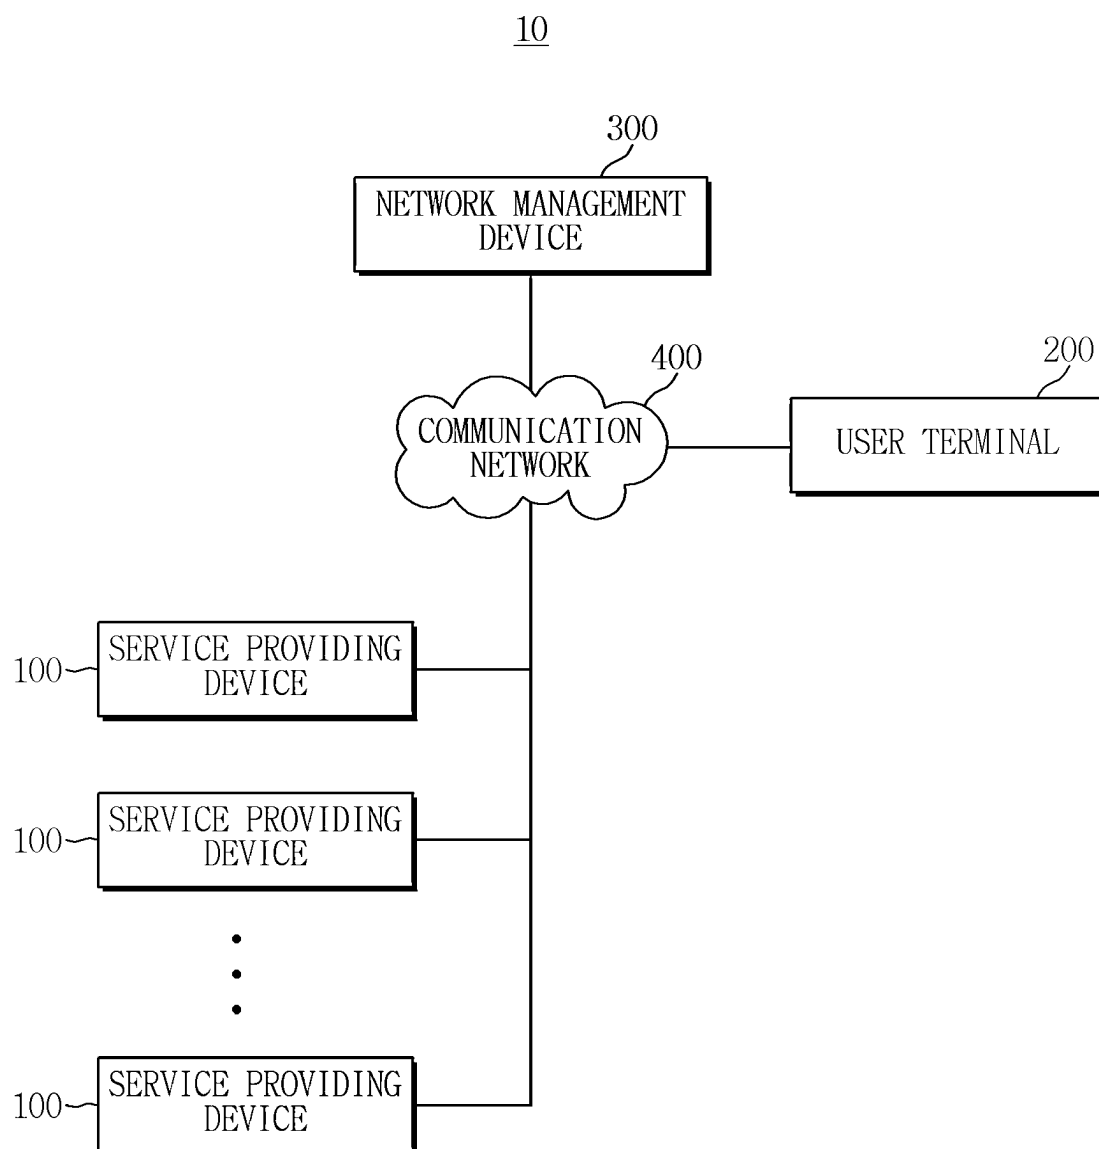 10
300
NETWORK MANAGEMENT
DEVICE
400
COMMUNICATION
NETWORK
200
USER TERMINAL
100
SERVICE PROVIDING
DEVICE
100
SERVICE PROVIDING
DEVICE
100
SERVICE PROVIDING
DEVICE